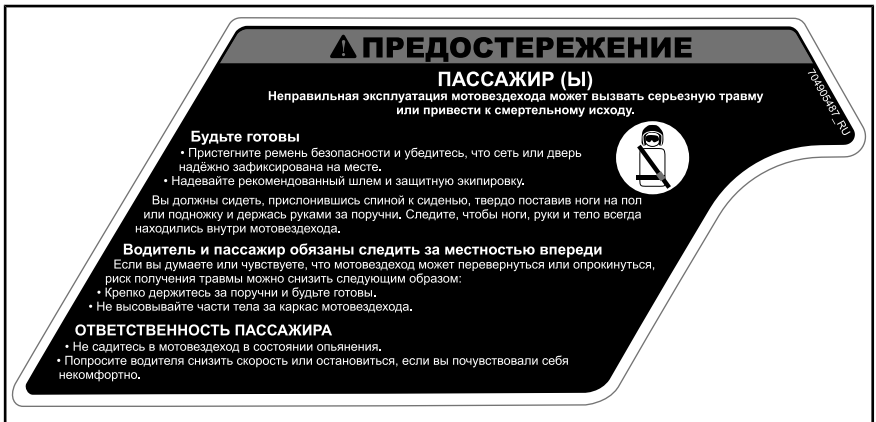 ПРЕДОСТЕРЕЖЕНИЕ
ПАССАЖИР (Ы)
Неправильная эксплуатация мотовездехода может вызвать серьезную травму
или привести к смертельному исходу.
704905487_RU
Будьте готовы
• Пристегните ремень безопасности и убедитесь, что сеть или дверь
надёжно зафиксирована на месте.
• Надевайте рекомендованный шлем и защитную экипировку.
Вы должны сидеть, прислонившись спиной к сиденью, твердо поставив ноги на пол
или подножку и держась руками за поручни. Следите, чтобы ноги, руки и тело всегда
находились внутри мотовездехода.
Водитель и пассажир обязаны следить за местностью впереди
Если вы думаете или чувствуете, что мотовездеход может перевернуться или опрокинуться,
риск получения травмы можно снизить следующим образом:
• Крепко держитесь за поручни и будьте готовы.
• Не высовывайте части тела за каркас мотовездехода.
ОТВЕТСТВЕННОСТЬ ПАССАЖИРА
• Не садитесь в мотовездеход в состоянии опьянения.
• Попросите водителя снизить скорость или остановиться, если вы почувствовали себя
некомфортно.